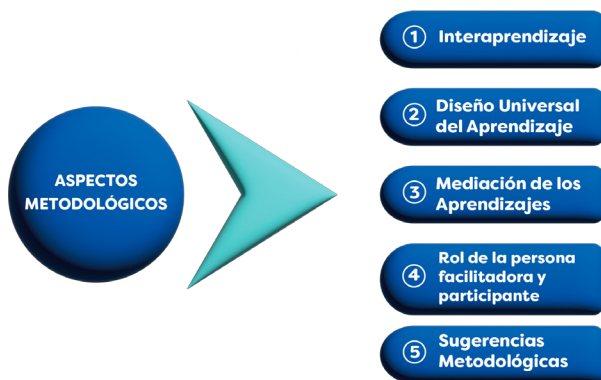 ASPECTOS
METODOLÓGICOS
1 Interaprendizaje
2 Diseño Universal
del Aprendizaje
3 Mediación de los
Aprendizajes
4 Rol de la persona
facilitadora y
participante
5 Sugerencias
Metodológicas